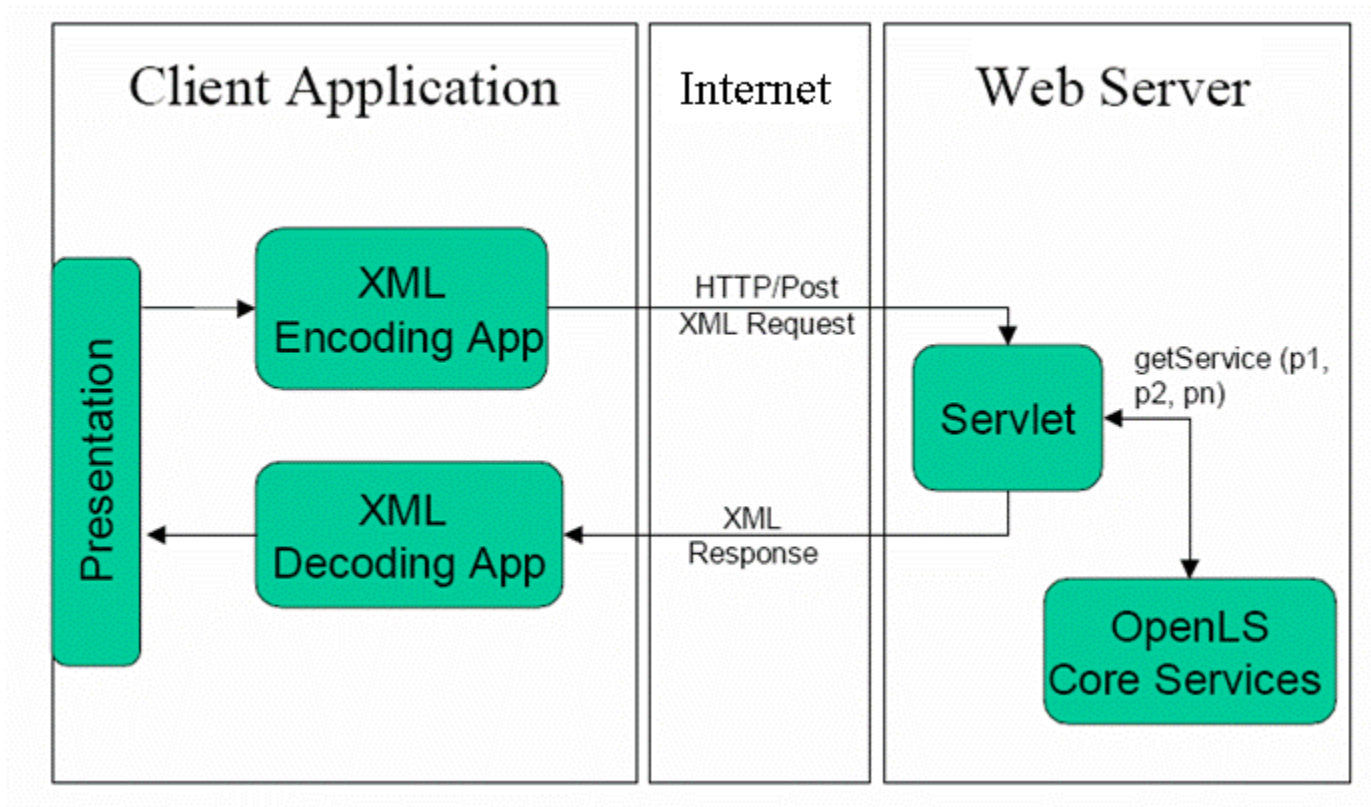 Client Application
Internet
Web Server
XML
Encoding App
HTTP/Post
XML Request
getService (p1,
p2, pn)
Servlet
Presentation
XML
Decoding App
XML
Response
OpenLS
Core Services